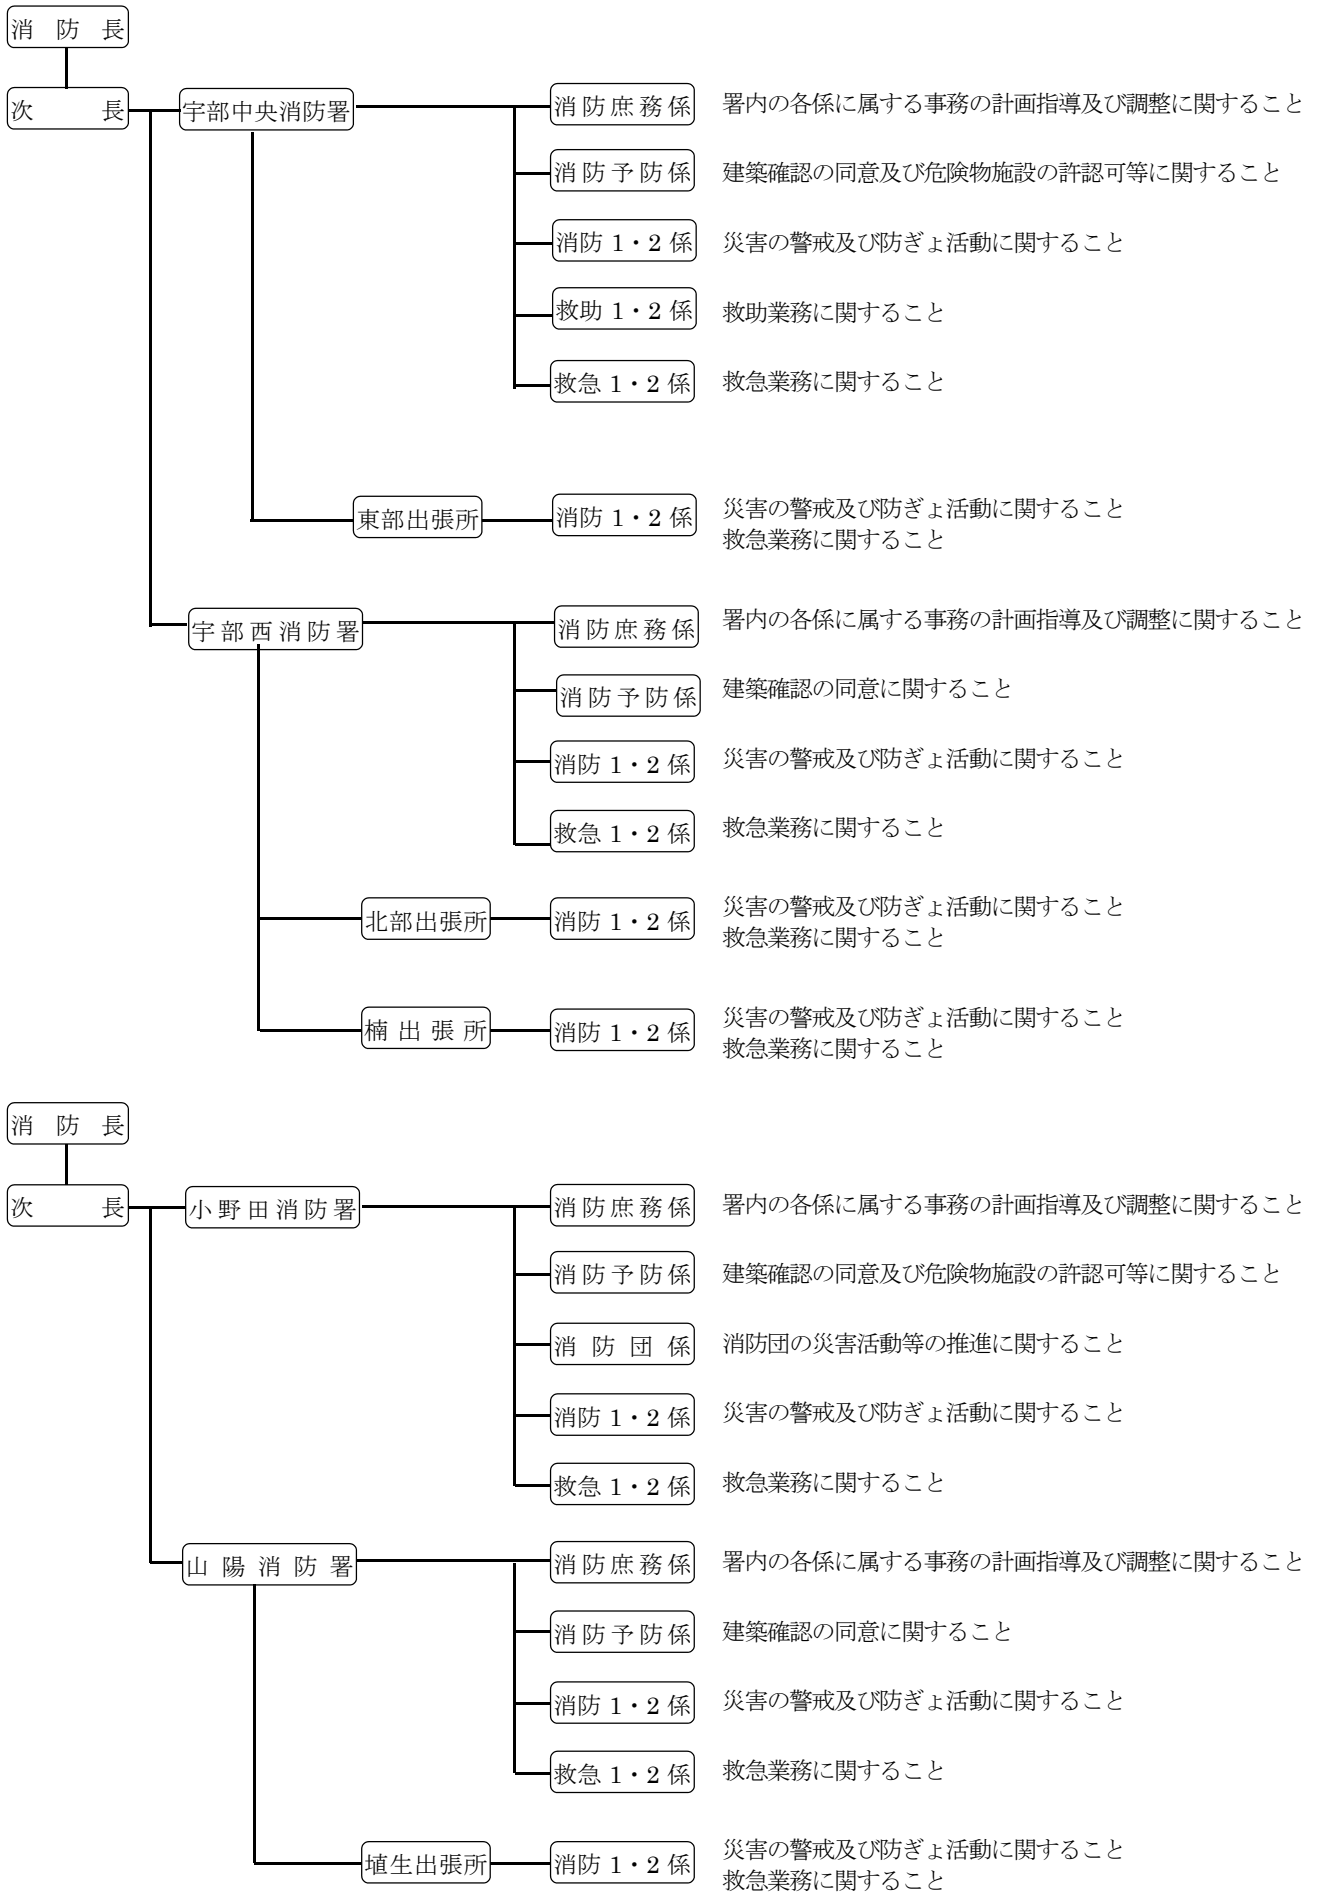 消防長
次長
宇部中央消防署
消防庶務係
署内の各係に属する事務の計画指導及び調整に関すること
消防予防係
建築確認の同意及び危険物施設の許認可等に関すること
消防 1・2 係
災害の警戒及び防ぎょ活動に関すること
救助 1・2 係
救助業務に関すること
救急 1・2 係
救急業務に関すること
東部出張所
消防 1・2 係
災害の警戒及び防ぎょ活動に関すること
救急業務に関すること
宇部西消防署
消防庶務係
署内の各係に属する事務の計画指導及び調整に関すること
消防予防係
建築確認の同意に関すること
消防 1・2 係
災害の警戒及び防ぎょ活動に関すること
救急 1・2 係
救急業務に関すること
北部出張所
消防 1・2 係
災害の警戒及び防ぎょ活動に関すること
救急業務に関すること
楠出張所
消防 1・2 係
災害の警戒及び防ぎょ活動に関すること
救急業務に関すること
消防長
次長
小野田消防署
消防庶務係
署内の各係に属する事務の計画指導及び調整に関すること
消防予防係
建築確認の同意及び危険物施設の許認可等に関すること
消防団係
消防団の災害活動等の推進に関すること
消防 1・2 係
災害の警戒及び防ぎょ活動に関すること
救急 1・2 係
救急業務に関すること
山陽消防署
消防庶務係
署内の各係に属する事務の計画指導及び調整に関すること
消防予防係
建築確認の同意に関すること
消防 1・2 係
災害の警戒及び防ぎょ活動に関すること
救急 1・2 係
救急業務に関すること
埴生出張所
消防 1・2 係
災害の警戒及び防ぎょ活動に関すること
救急業務に関すること